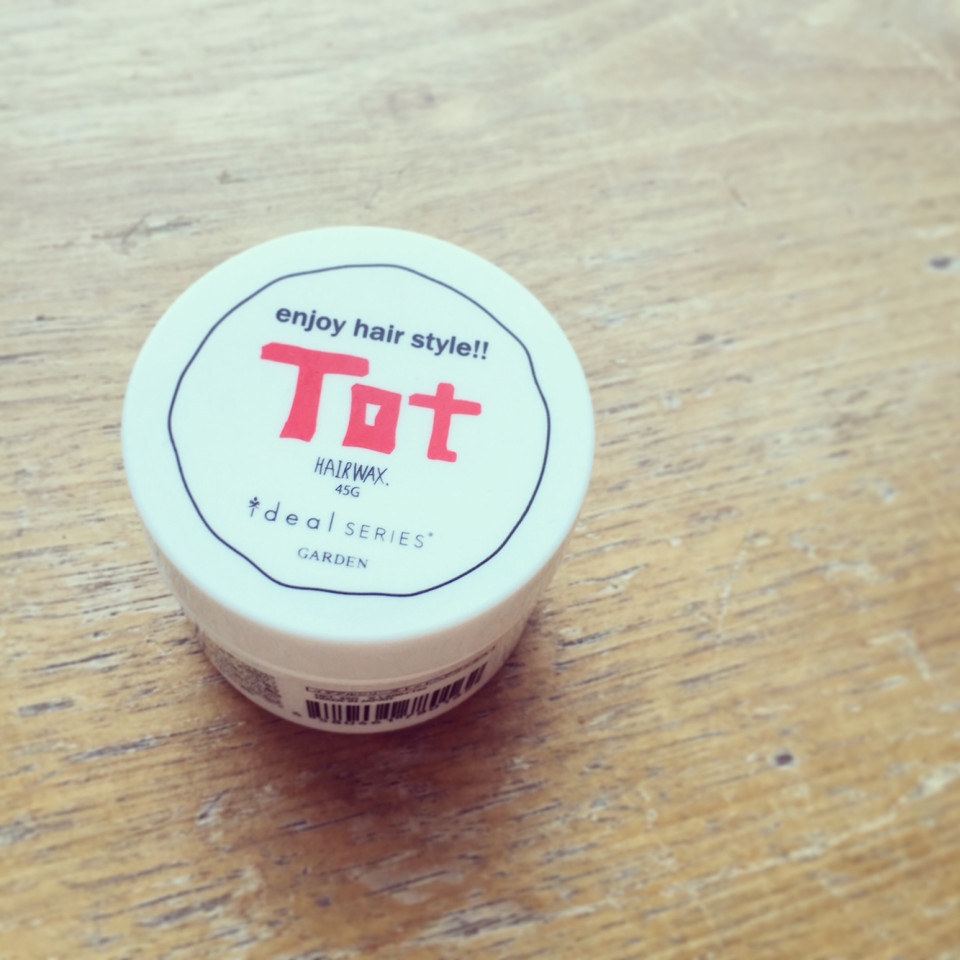 enjoy hair style!!
Tot
HAIRWAX.
45G
ideal SERIES
GARDEN